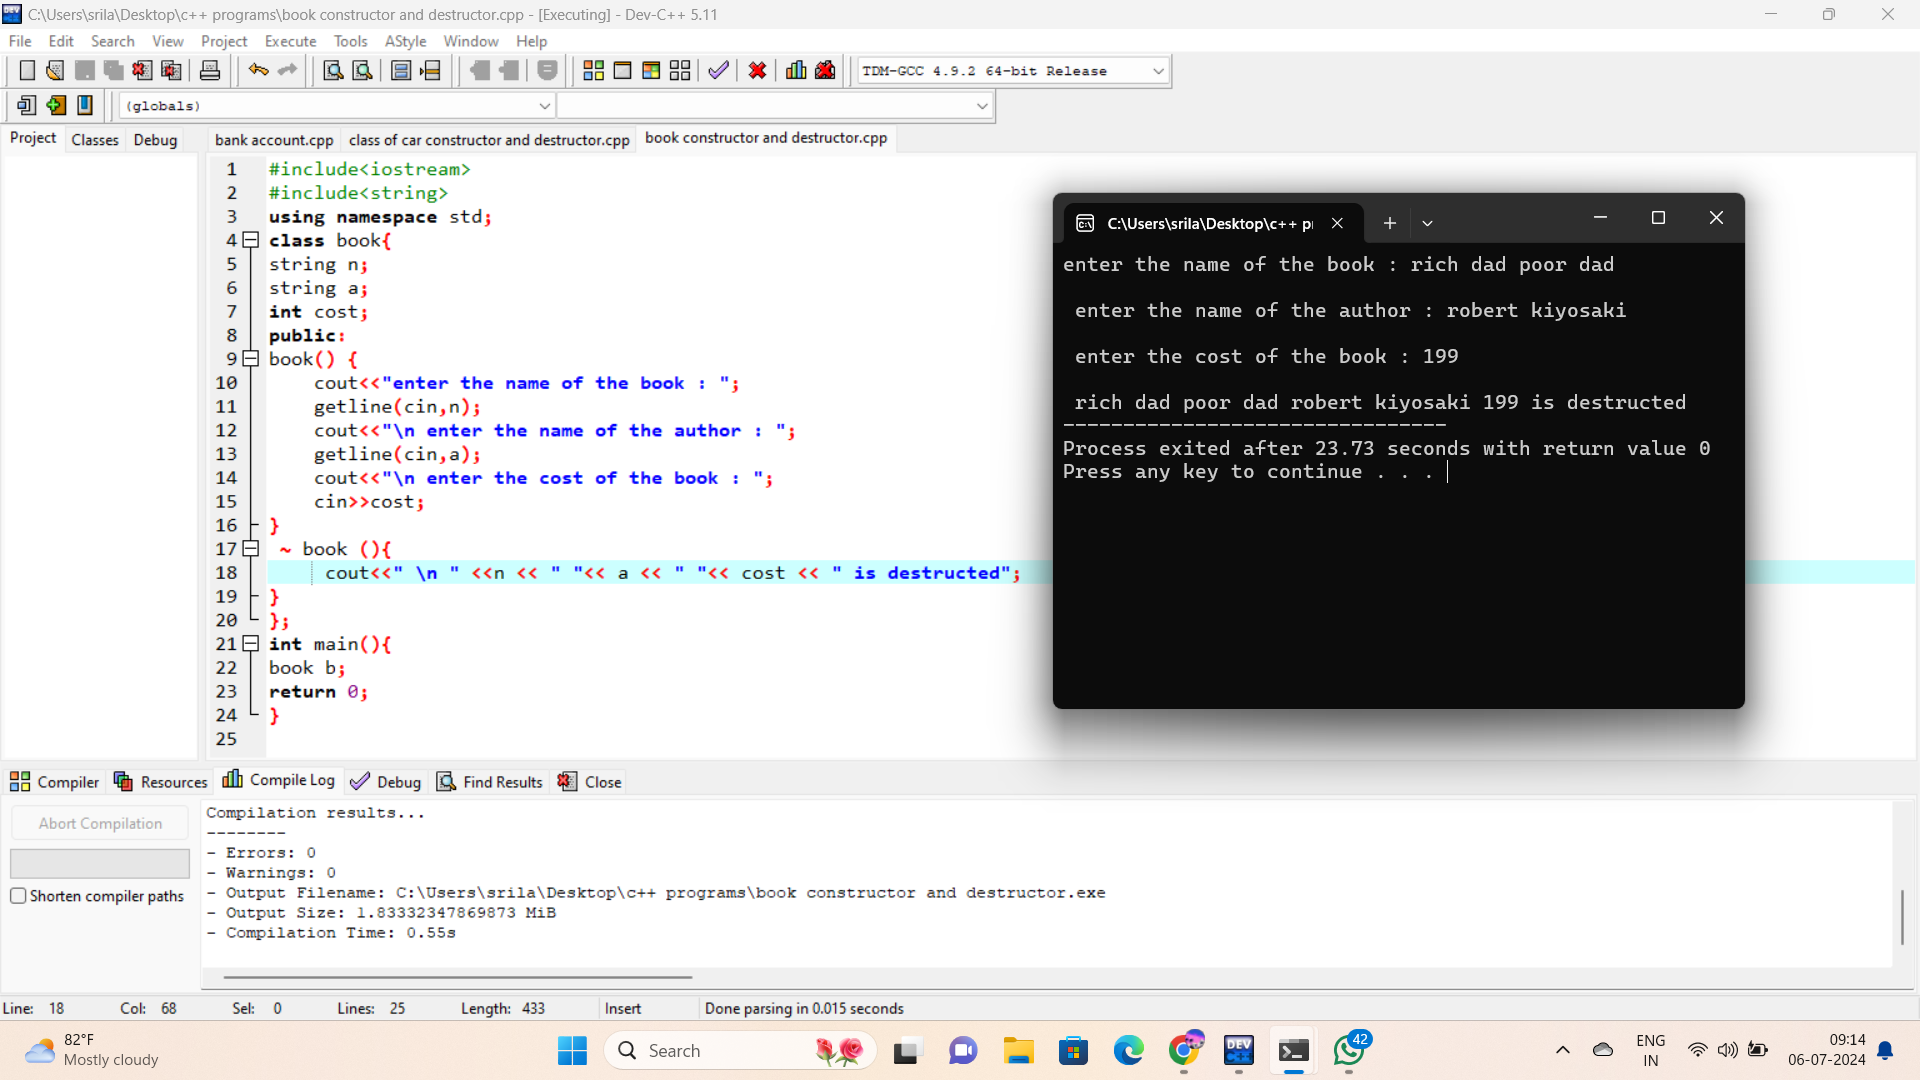 C:\Users\srila\Desktop\c++ programs\book constructor and destructor.cpp - [Executing] - Dev-C++ 5.11
File Edit Search View Project Execute Tools AStyle Window Help
TDM-GCC 4.9.2 64-bit Release
(globals)
Project Classes Debug
bank account.cpp class of car constructor and destructor.cpp book constructor and destructor.cpp
1 #include<iostream>
2 #include<string>
3 using namespace std;
4 class book{
5 string n;
6 string a;
7 int cost;
8 public:
9 book() {
10 cout<<"enter the name of the book : ";
11 getline(cin,n);
12 cout<<"\n enter the name of the author : ";
13 getline(cin,a);
14 cout<<"\n enter the cost of the book : ";
15 cin>>cost;
16 }
17 ~ book (){
18 cout<<" \n " <<n << " "<< a << " "<< cost << " is destructed";
19 }
20 };
21 int main(){
22 book b;
23 return 0;
24 }
25
C:\Users\srila\Desktop\c++ pr
enter the name of the book : rich dad poor dad
enter the name of the author : robert kiyosaki
enter the cost of the book : 199
rich dad poor dad robert kiyosaki 199 is destructed
--------------------------------
Process exited after 23.73 seconds with return value 0
Press any key to continue . . .
Compiler Resources Compile Log Debug Find Results Close
Abort Compilation
Shorten compiler paths
Compilation results...
--------
- Errors: 0
- Warnings: 0
- Output Filename: C:\Users\srila\Desktop\c++ programs\book constructor and destructor.exe
- Output Size: 1.83332347869873 MiB
- Compilation Time: 0.55s
Line: 18 Col: 68 Sel: 0 Lines: 25 Length: 433 Insert Done parsing in 0.015 seconds
82°F
Mostly cloudy
Search
DEV
42
ENG
IN
09:14
06-07-2024